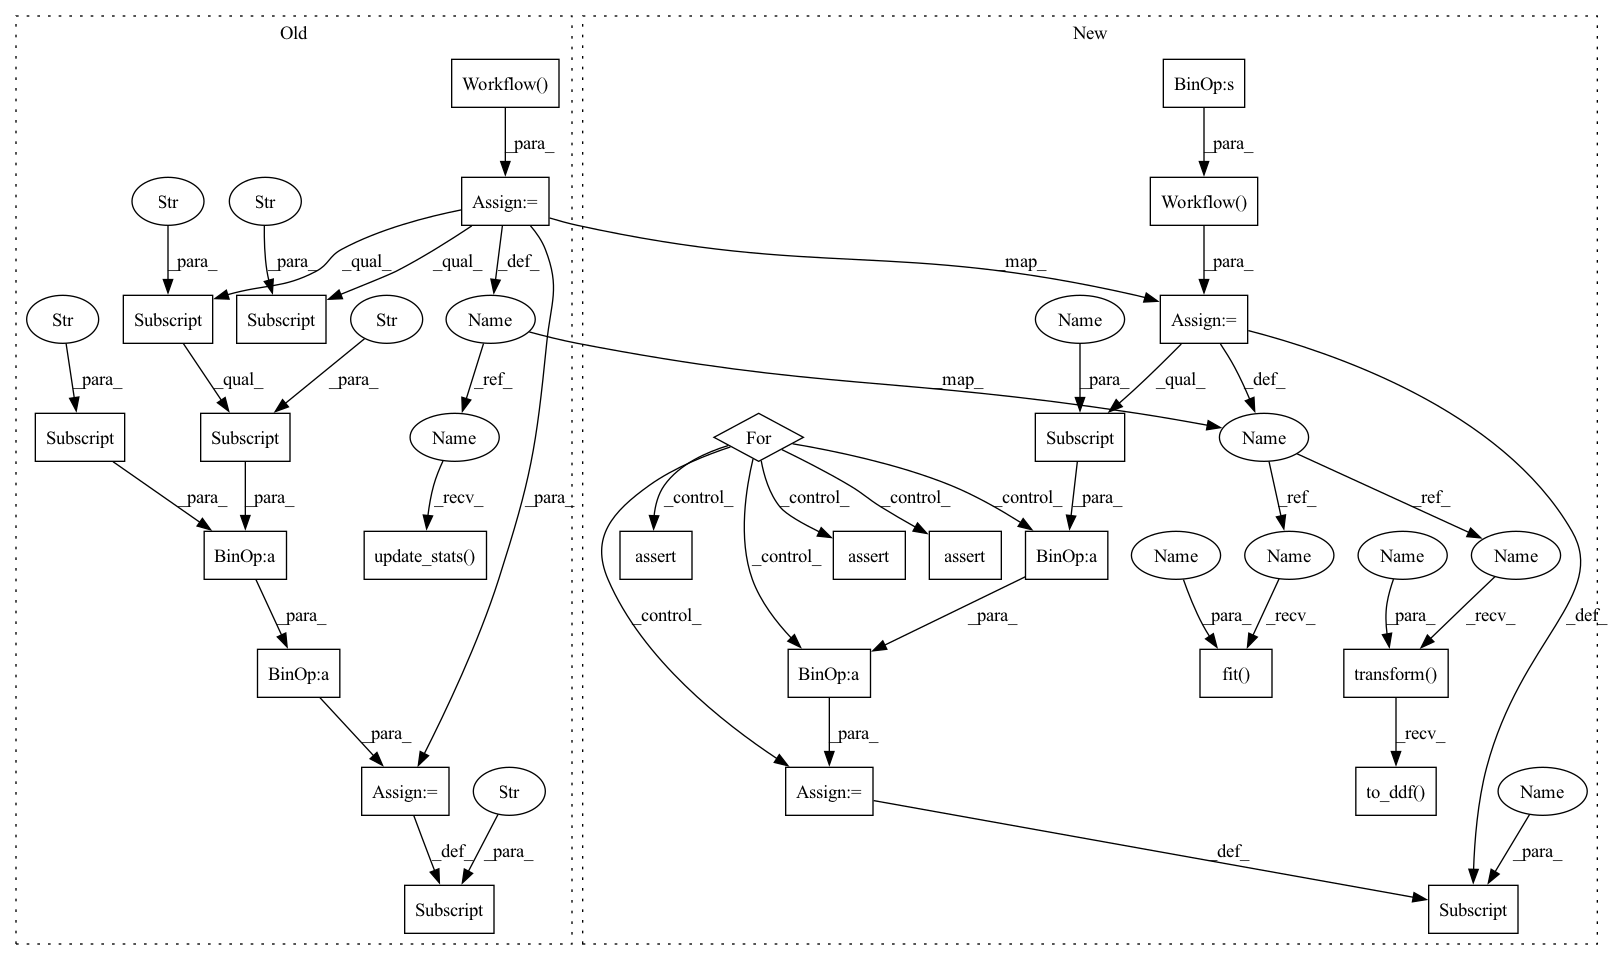 Old
New
Workflow()
BinOp:s
_para_
_para_
Str
Str
Assign:=
Workflow()
_para_
_para_
_qual_
_qual_
_def_
_map_
_para_
Str
Subscript
Subscript
Str
Name
Name
Assign:=
_para_
_qual_
_para_
_ref_
_map_
_para_
_qual_
_def_
Subscript
Subscript
Name
For
Subscript
Name
_para_
_para_
_recv_
_para_
_control_
_control_
_control_
_control_
_para_
_ref_
_ref_
BinOp:a
update_stats()
assert
assert
assert
BinOp:a
Name
Name
Name
Name
_control_
_para_
_control_
_para_
_para_
_recv_
_para_
_recv_
_def_
BinOp:a
BinOp:a
fit()
transform()
_para_
_para_
_recv_
Assign:=
Str
Assign:=
to_ddf()
Name
_def_
_para_
_def_
_para_
Subscript
Subscript